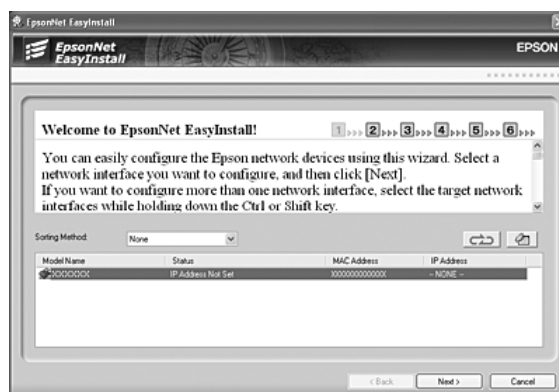 EpsonNet EasyInstall
EpsonNet
EasyInstall
EPSON
Welcome to EpsonNet EasyInstall!
1 2 3 4 5 6
You can easily configure the Epson network devices using this wizard. Select a
network interface you want to configure, and then click [Next].
If you want to configure more than one network interface, select the target network
interfaces while holding down the Ctrl or Shift key.
Sorting Method: None
Model Name Status MAC Address IP Address
XXXXXXX IP Address Not Set XXXXXXXXXXXX -- NONE --
< Back Next > Cancel